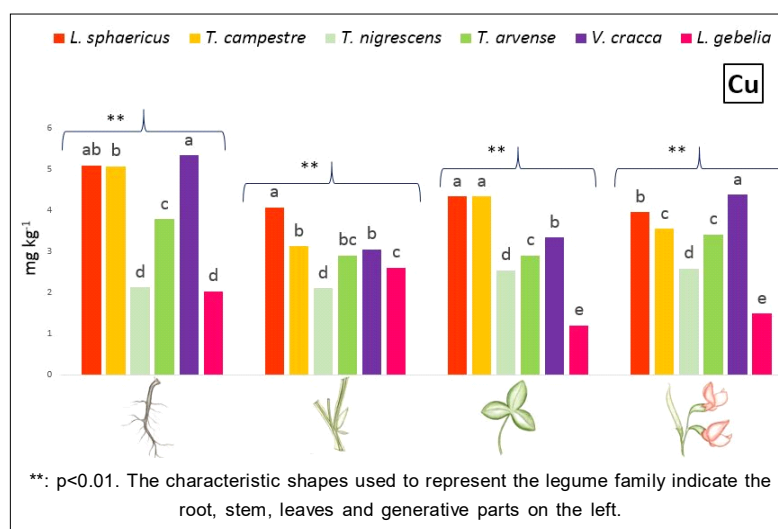 L. sphaericus T. campestre T. nigrescens T. arvense V. cracca L. gebelia
Cu
** ** ** **
6
5
4
3
2
1
0
mg kg⁻¹
ab b d c a d
a b d bc b c
a a d c b e
b c d c a e
**: p<0.01. The characteristic shapes used to represent the legume family indicate the
root, stem, leaves and generative parts on the left.